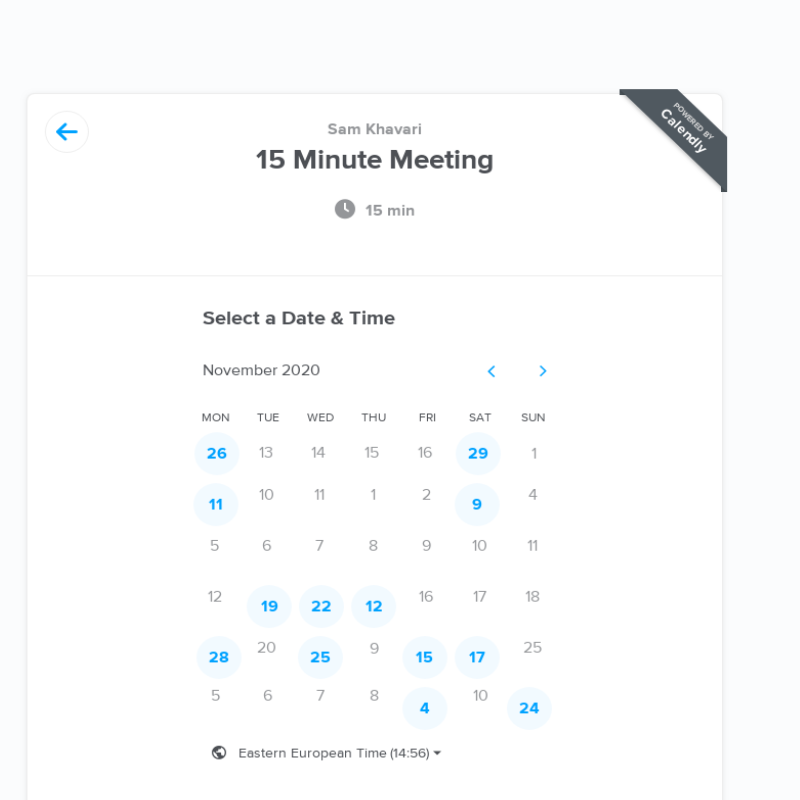 POWERED BY
Calendly
Sam Khavari
15 Minute Meeting
15 min
Select a Date & Time
November 2020
MON TUE WED THU FRI SAT SUN
26 13 14 15 16 29 1
11 10 11 1 2 9 4
5 6 7 8 9 10 11
12 19 22 12 16 17 18
28 20 25 9 15 17 25
5 6 7 8 4 10 24
Eastern European Time (14:56)